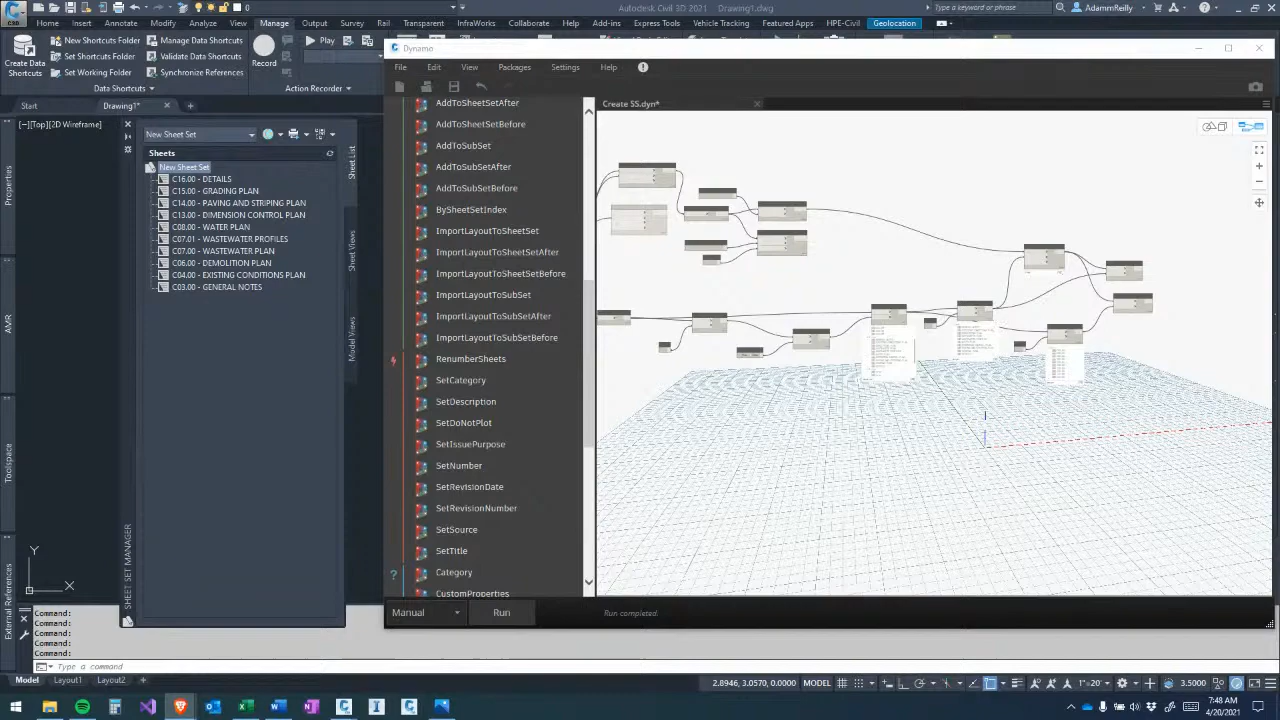 CSD
0
Autodesk Civil 3D 2021 Drawing1.dwg
Type a keyword or phrase
AdammReilly
Home
Insert
Annotate
Modify
Analyze
View
Manage
Output
Survey
Rail
Transparent
InfraWorks
Collaborate
Help
Add-ins
Express Tools
Vehicle Tracking
Featured Apps
HPE-Civil
Geolocation
Create Data
Shortcuts
New Shortcuts Folder
Set Shortcuts Folder
Set Working Folder
Manage Data Shortcuts
Validate Data Shortcuts
Synchronize References
Data Shortcuts
Record
Play
Action Recorder
Start
Drawing1*
[−][Top][2D Wireframe]
New Sheet Set
Sheets
New Sheet Set
C16.00 - DETAILS
C15.00 - GRADING PLAN
C14.00 - PAVING AND STRIPING PLAN
C13.00 - DIMENSION CONTROL PLAN
C08.00 - WATER PLAN
C07.01 - WASTEWATER PROFILES
C07.00 - WASTEWATER PLAN
C05.00 - DEMOLITION PLAN
C04.00 - EXISTING CONDITIONS PLAN
C03.00 - GENERAL NOTES
Sheet List
Sheet Views
Model Views
SHEET SET MANAGER
Properties
AMR
Toolspace
External References
Y
X
Dynamo
File
Edit
View
Packages
Settings
Help
AddToSheetSetAfter
AddToSheetSetBefore
AddToSubSet
AddToSubSetAfter
AddToSubSetBefore
BySheetSetIndex
ImportLayoutToSheetSet
ImportLayoutToSheetSetAfter
ImportLayoutToSheetSetBefore
ImportLayoutToSubSet
ImportLayoutToSubSetAfter
ImportLayoutToSubSetBefore
RenumberSheets
SetCategory
SetDescription
SetDoNotPlot
SetIssuePurpose
SetNumber
SetRevisionDate
SetRevisionNumber
SetSource
SetTitle
Category
CustomProperties
Create SS.dyn*
Manual
Run
Run completed.
Command:
Command:
Command:
Command:
Command:
Type a command
Model
Layout1
Layout2
2.8946, 3.0570, 0.0000
MODEL
1"=20'
3.5000
7:48 AM
4/20/2021